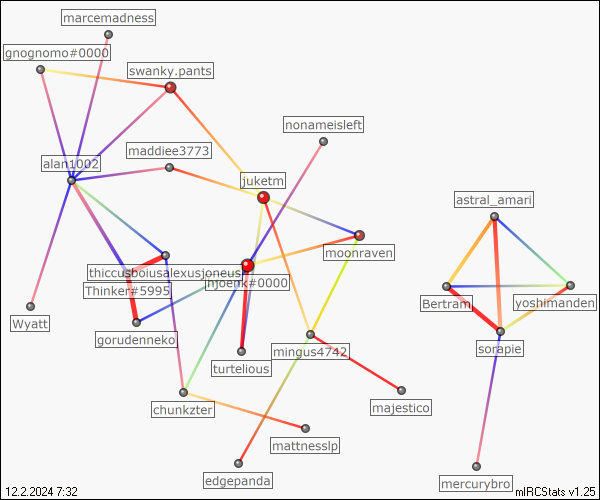 marcemadness
gnognomo#0000
swanky.pants
nonameisleft
maddiee3773
alan1002
juketm
astral_amari
moonraven
thiccusboiusalexusjoneus
njoerk#0000
Thinker#5995
Bertram
yoshimanden
Wyatt
gorudenneko
mingus4742
sorapie
turtelious
chunkzter
majestico
mattnesslp
edgepanda
mercurybro
12.2.2024 7:32
mIRCStats v1.25